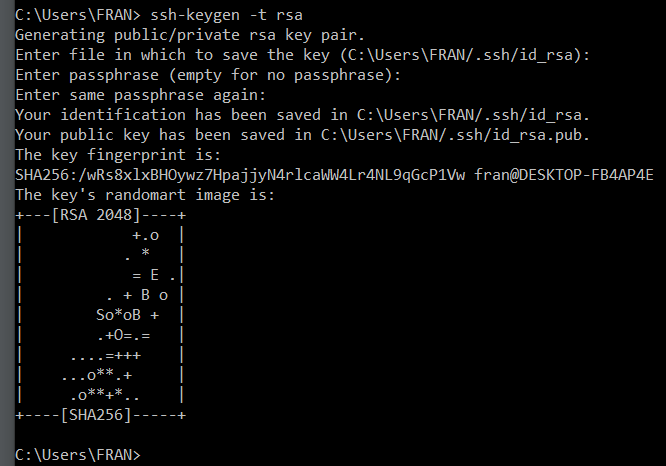 C:\Users\FRAN> ssh-keygen -t rsa
Generating public/private rsa key pair.
Enter file in which to save the key (C:\Users\FRAN/.ssh/id_rsa):
Enter passphrase (empty for no passphrase):
Enter same passphrase again:
Your identification has been saved in C:\Users\FRAN/.ssh/id_rsa.
Your public key has been saved in C:\Users\FRAN/.ssh/id_rsa.pub.
The key fingerprint is:
SHA256:/wRs8xlxBHOywz7HpajjyN4rlcaWW4Lr4NL9qGcP1Vw fran@DESKTOP-FB4AP4E
The key's randomart image is:
+---[RSA 2048]----+
|            +.o  |
|           . *   |
|            = E .|
|         . + B o |
|        So*oB +  |
|        .+O=.=   |
|     ....=+++    |
|    ...o**.+     |
|     .o**+*..    |
+----[SHA256]-----+
C:\Users\FRAN>